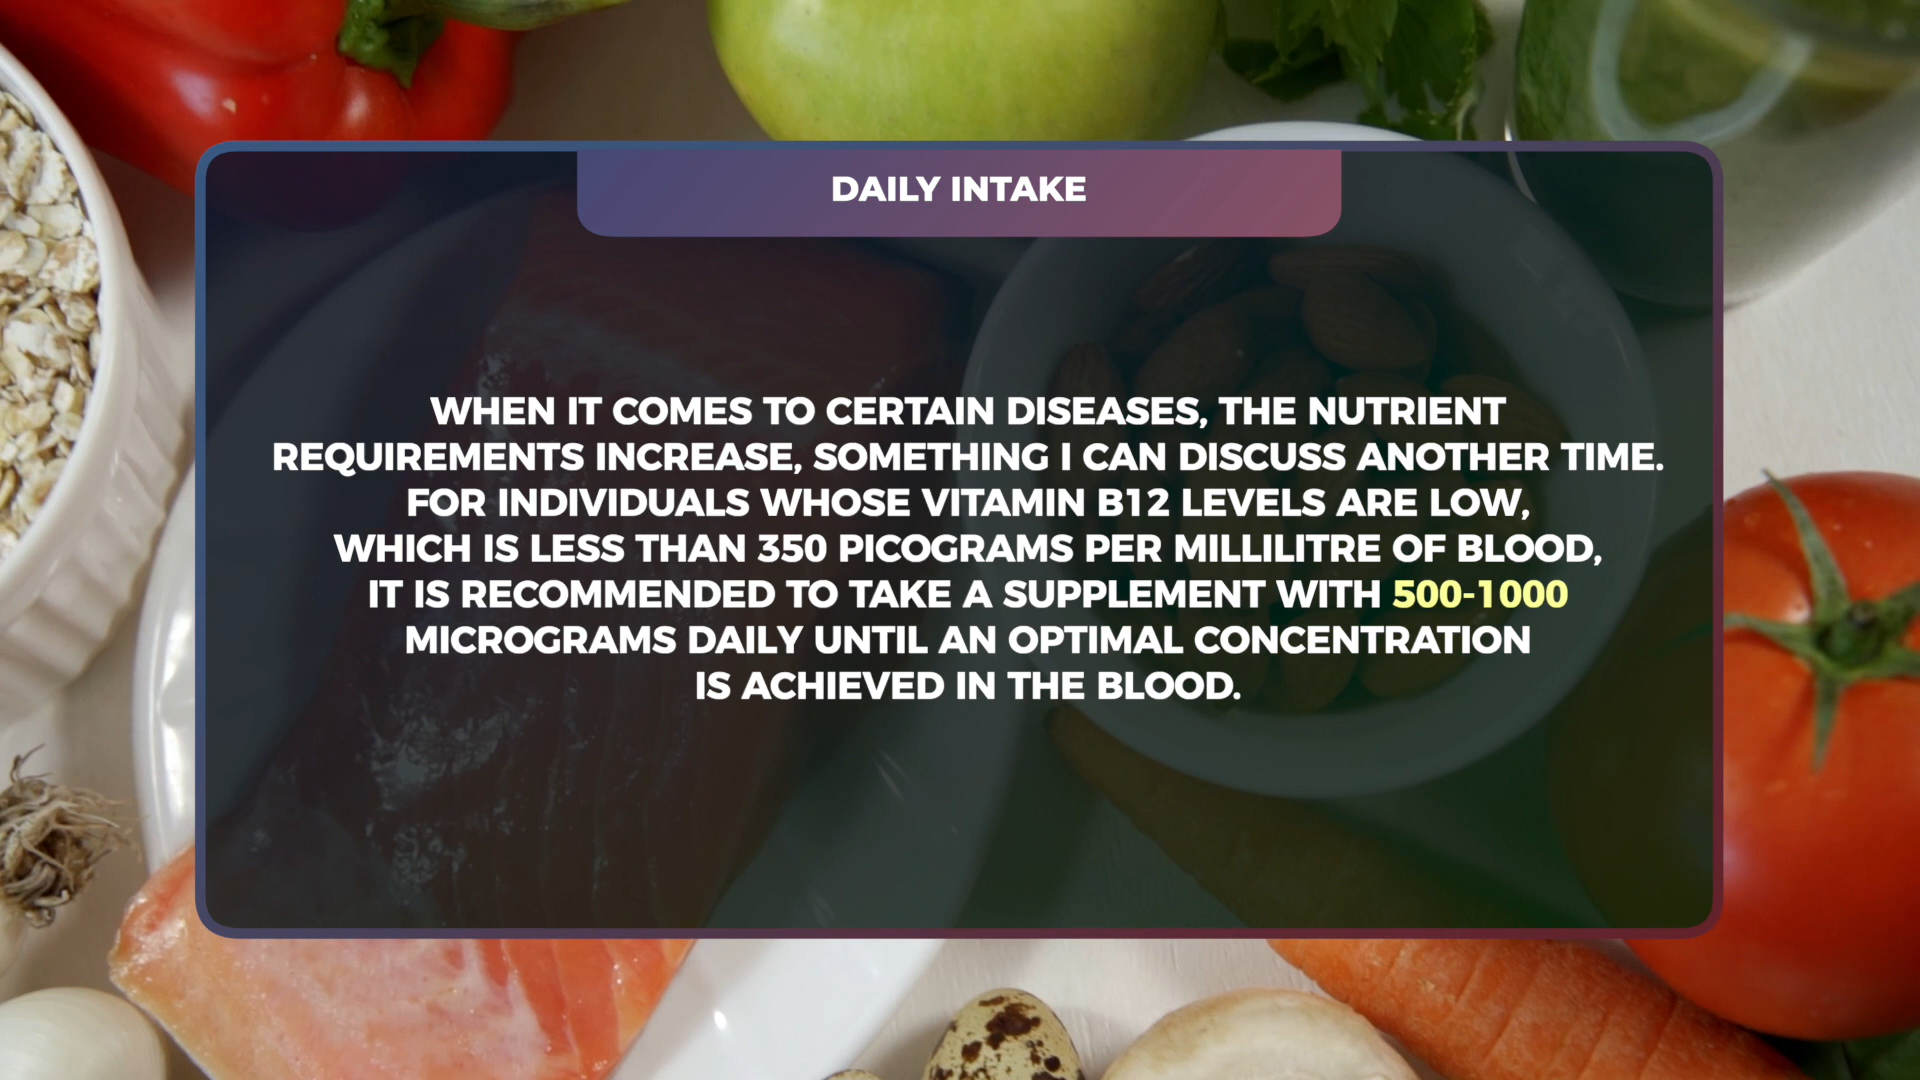 DAILY INTAKE
WHEN IT COMES TO CERTAIN DISEASES, THE NUTRIENT
REQUIREMENTS INCREASE, SOMETHING I CAN DISCUSS ANOTHER TIME.
FOR INDIVIDUALS WHOSE VITAMIN B12 LEVELS ARE LOW,
WHICH IS LESS THAN 350 PICOGRAMS PER MILLILITRE OF BLOOD,
IT IS RECOMMENDED TO TAKE A SUPPLEMENT WITH 500-1000
MICROGRAMS DAILY UNTIL AN OPTIMAL CONCENTRATION
IS ACHIEVED IN THE BLOOD.